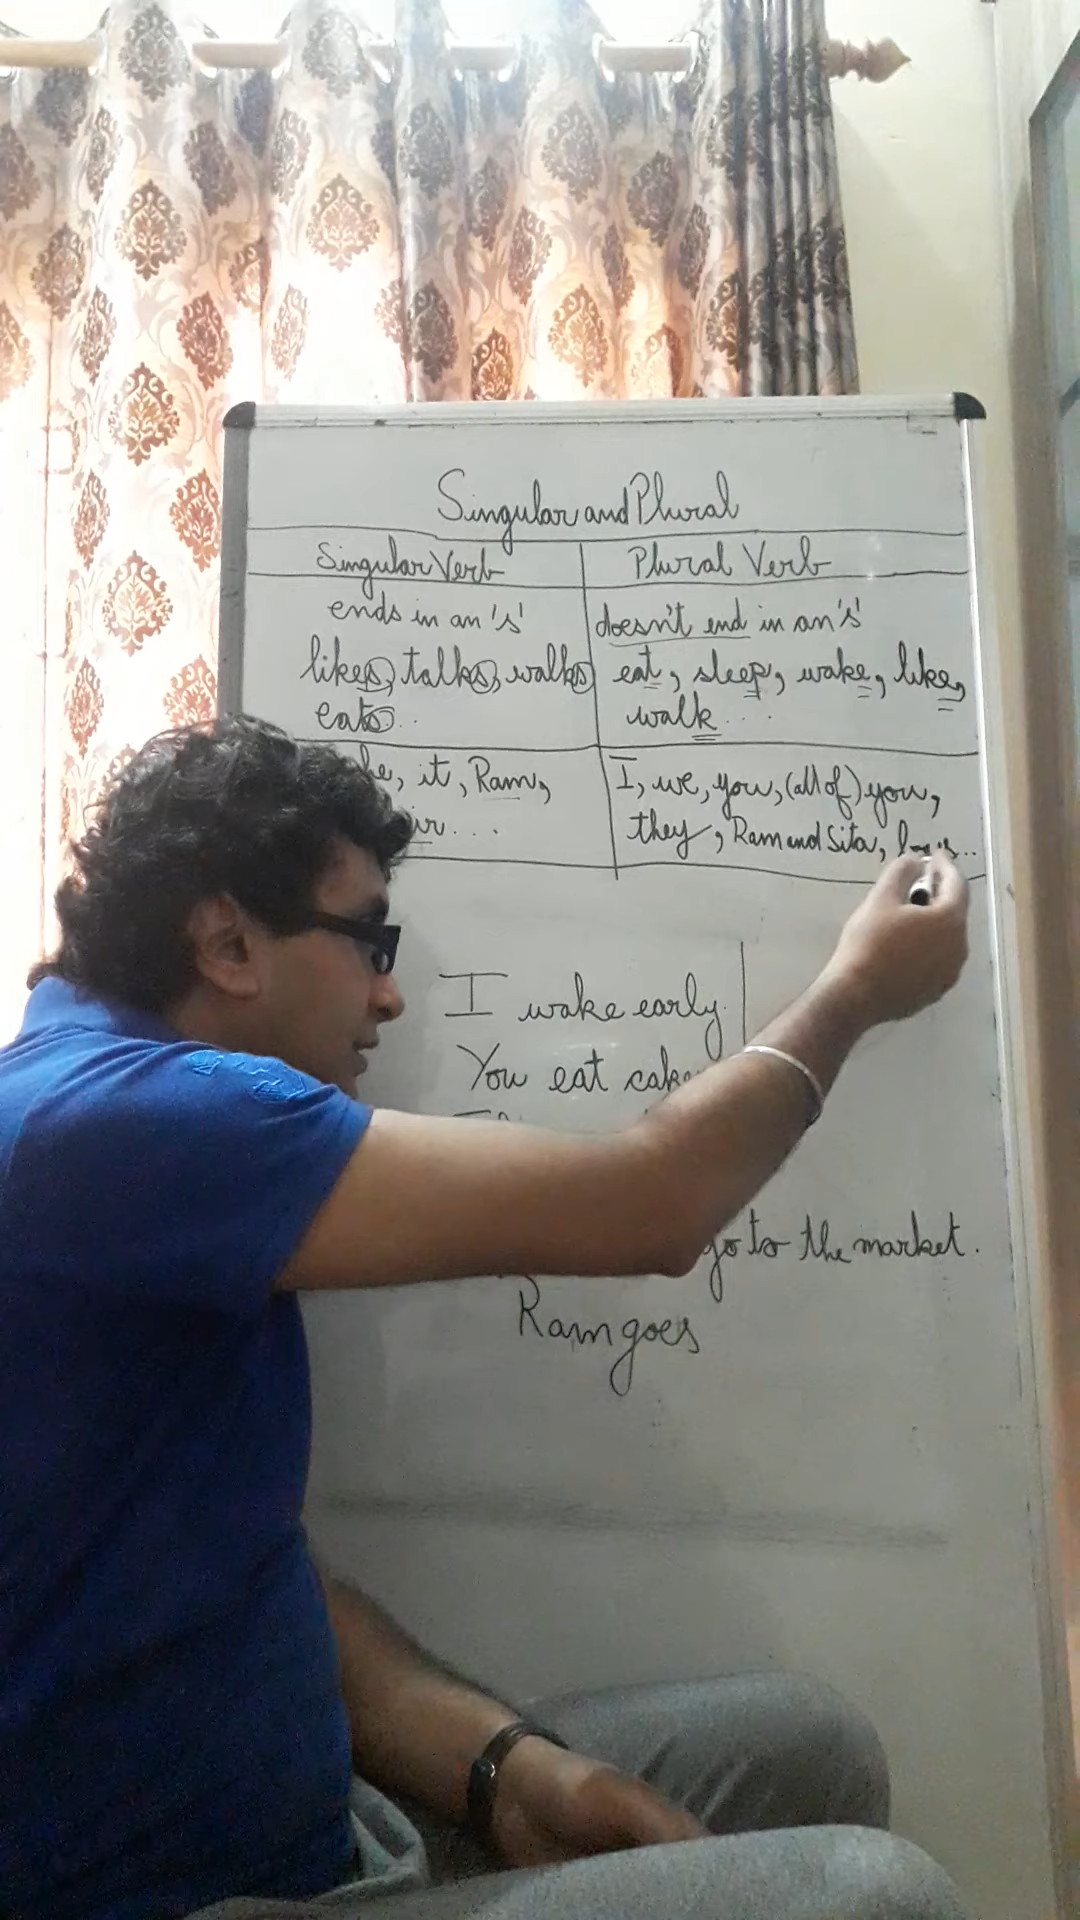 Singular and Plural
Singular Verb
Plural Verb
ends in an 's'
likes, talks, walks
eats..
doesn't end in an 's'
eat, sleep, wake, like,
walk....
it, Ram,
....
I, we, you, (all of) you,
they, Ram and Sita, ...
I wake early.
You eat
go to the market.
Ram goes